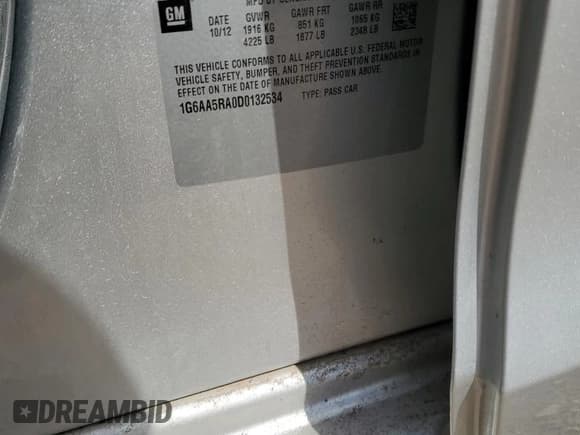 GM
DATE GVWR GAWR FRT GAWR RR
10/12 1916 KG 851 KG 1065 KG
4225 LB 1877 LB 2348 LB
THIS VEHICLE CONFORMS TO ALL APPLICABLE U.S. FEDERAL MOTOR
VEHICLE SAFETY, BUMPER, AND THEFT PREVENTION STANDARDS IN
EFFECT ON THE DATE OF MANUFACTURE SHOWN ABOVE.
1G6AA5RA0D0132534 TYPE: PASS CAR
DREAMBID